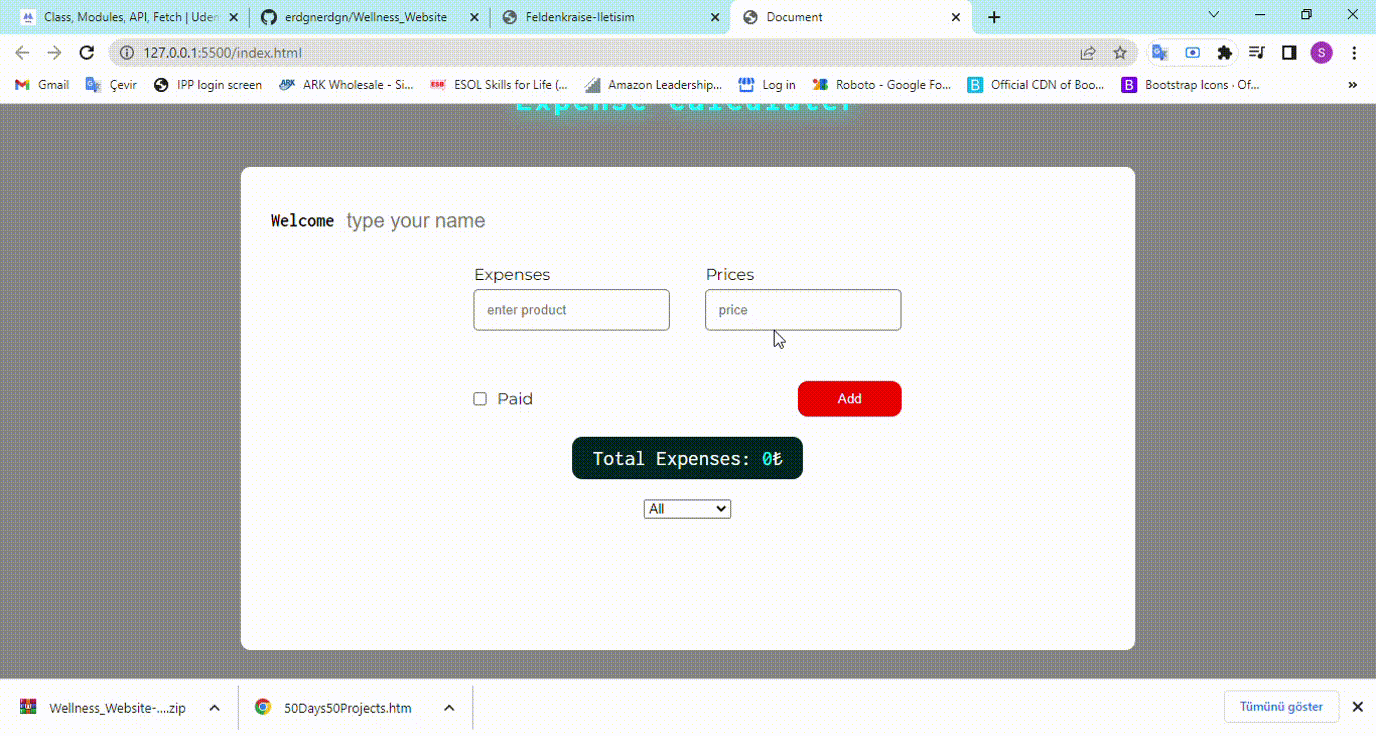 Class, Modules, API, Fetch | Uden
erdgnerdgn/Wellness_Website
Feldenkraise-Iletisim
Document
127.0.0.1:5500/index.html
S
Gmail
Çevir
IPP login screen
ARK Wholesale - Si...
ESOL Skills for Life (...
Amazon Leadership...
Log in
Roboto - Google Fo...
Official CDN of Boo...
Bootstrap Icons · Of...
»
Expense Calculater
Welcome type your name
Expenses
Prices
enter product
price
Paid
Add
Total Expenses: 0₺
All
Wellness_Website-....zip
50Days50Projects.htm
Tümünü göster